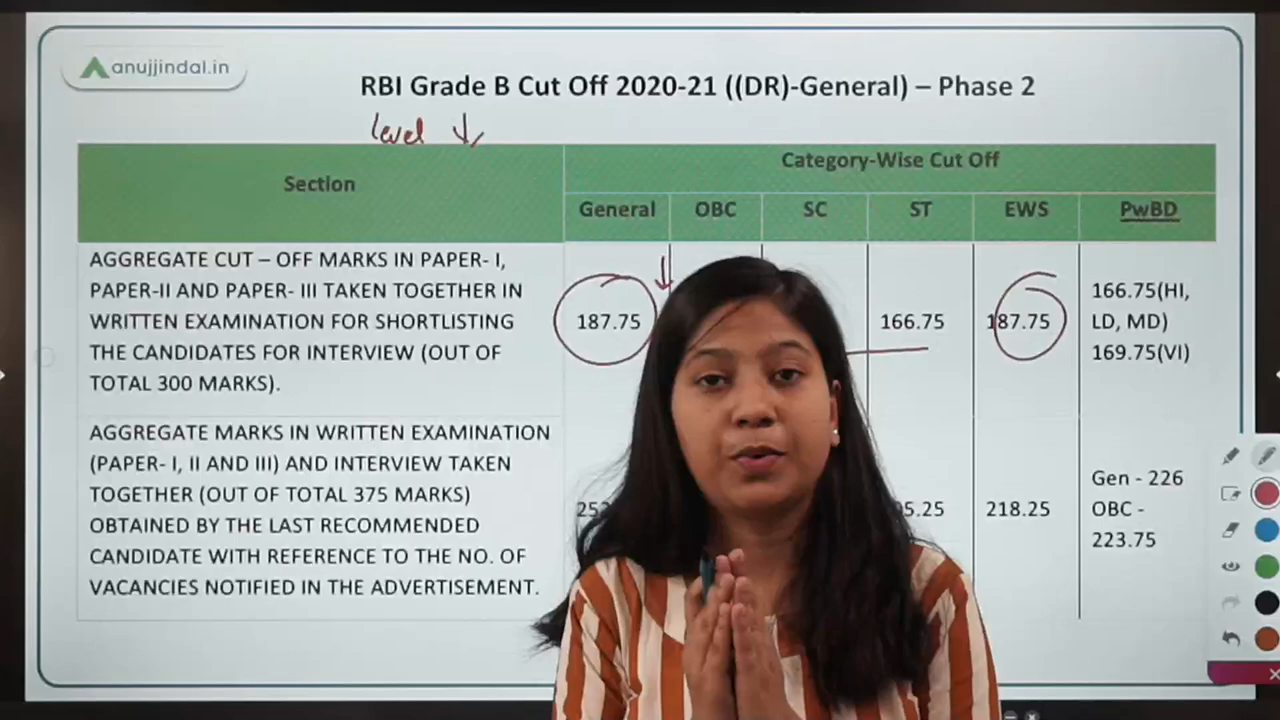 anujjindal.in
RBI Grade B Cut Off 2020-21 ((DR)-General) – Phase 2
level ↓
Section
Category-Wise Cut Off
General OBC SC ST EWS PwBD
AGGREGATE CUT – OFF MARKS IN PAPER- I,
PAPER-II AND PAPER- III TAKEN TOGETHER IN
WRITTEN EXAMINATION FOR SHORTLISTING
THE CANDIDATES FOR INTERVIEW (OUT OF
TOTAL 300 MARKS).
187.75
166.75
187.75
166.75(HI,
LD, MD)
169.75(VI)
AGGREGATE MARKS IN WRITTEN EXAMINATION
(PAPER- I, II AND III) AND INTERVIEW TAKEN
TOGETHER (OUT OF TOTAL 375 MARKS)
OBTAINED BY THE LAST RECOMMENDED
CANDIDATE WITH REFERENCE TO THE NO. OF
VACANCIES NOTIFIED IN THE ADVERTISEMENT.
218.25
Gen - 226
OBC -
223.75